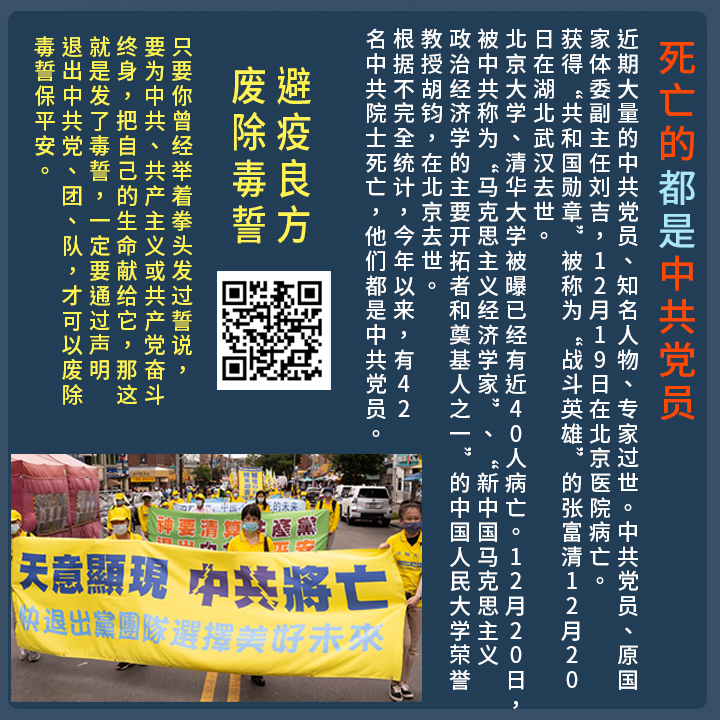 死亡的都是中共党员
近期大量的中共党员、知名人物、专家过世。中共党员、原国
家体委副主任刘吉，12月19日在北京医院病亡。
获得“共和国勋章”被称为“战斗英雄”的张富清12月20
日在湖北武汉去世。
北京大学、清华大学被曝已经有近40人病亡。12月20日，
被中共称为“马克思主义经济学家”、“新中国马克思主义
政治经济学的主要开拓者和奠基人之一”的中国人民大学荣誉
教授胡钧，在北京去世。
根据不完全统计，今年以来，有42
名中共院士死亡，他们都是中共党员。
避疫良方
废除毒誓
只要你曾经举着拳头发过誓说，
要为中共、共产主义或共产党奋斗
终身，把自己的生命献给它，那这
就是发了毒誓，一定要通过声明
退出中共党、团、队，才可以废除
毒誓保平安。
的未来
神要清算共產黨
天意顯現 中共將亡
快退出黨團隊選擇美好未來